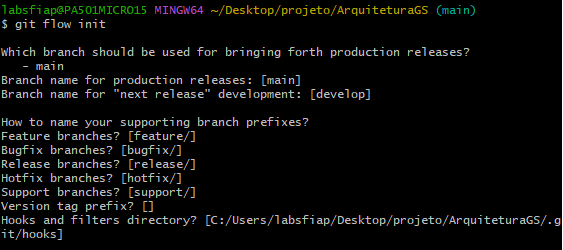 labsfiap@PA501MICRO15 MINGW64 ~/Desktop/projeto/ArquiteturaGS (main)
$ git flow init
Which branch should be used for bringing forth production releases?
   - main
Branch name for production releases: [main]
Branch name for "next release" development: [develop]
How to name your supporting branch prefixes?
Feature branches? [feature/]
Bugfix branches? [bugfix/]
Release branches? [release/]
Hotfix branches? [hotfix/]
Support branches? [support/]
Version tag prefix? []
Hooks and filters directory? [C:/Users/labsfiap/Desktop/projeto/ArquiteturaGS/.g
it/hooks]